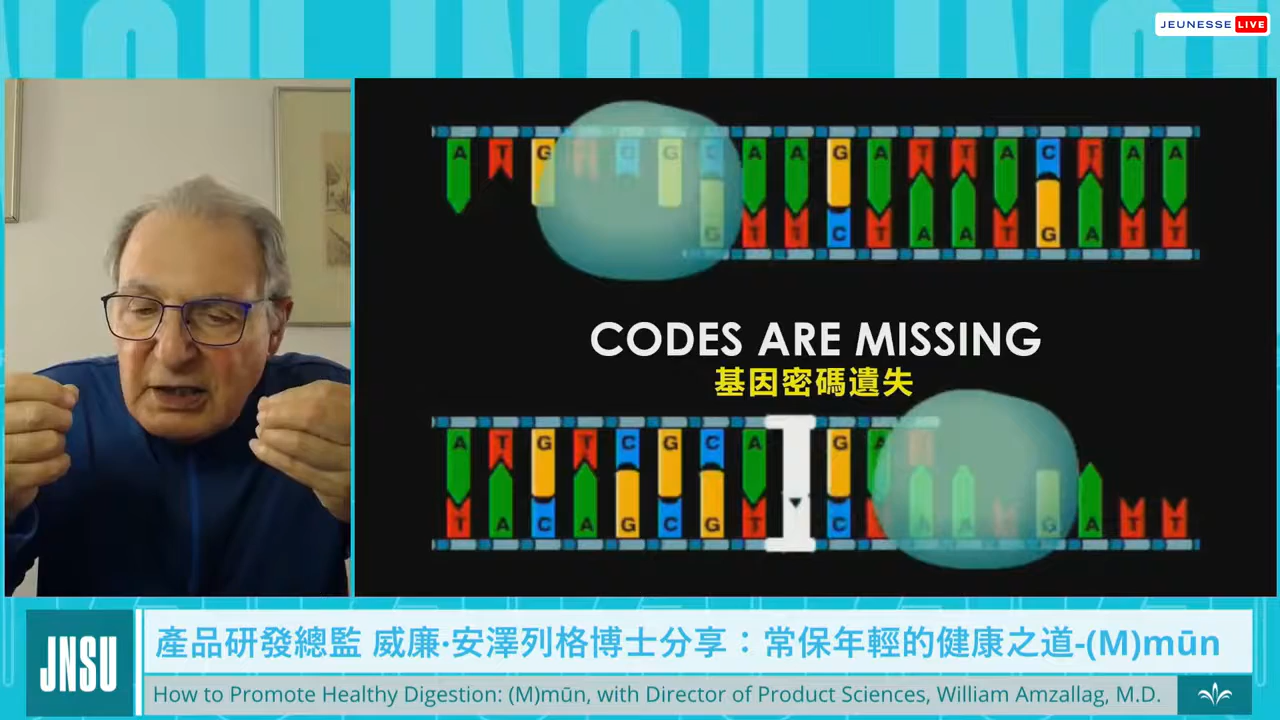 JEUNESSE LIVE
A T G T C G C A A G A T T A C T A A
G T T C T A A T G A T T
CODES ARE MISSING
基因密碼遺失
A T G T C G C A G A T
T A C A G C G T C T A A T G A T T
JNSU
產品研發總監 威廉·安澤列格博士分享：常保年輕的健康之道-(M)mūn
How to Promote Healthy Digestion: (M)mūn, with Director of Product Sciences, William Amzallag, M.D.